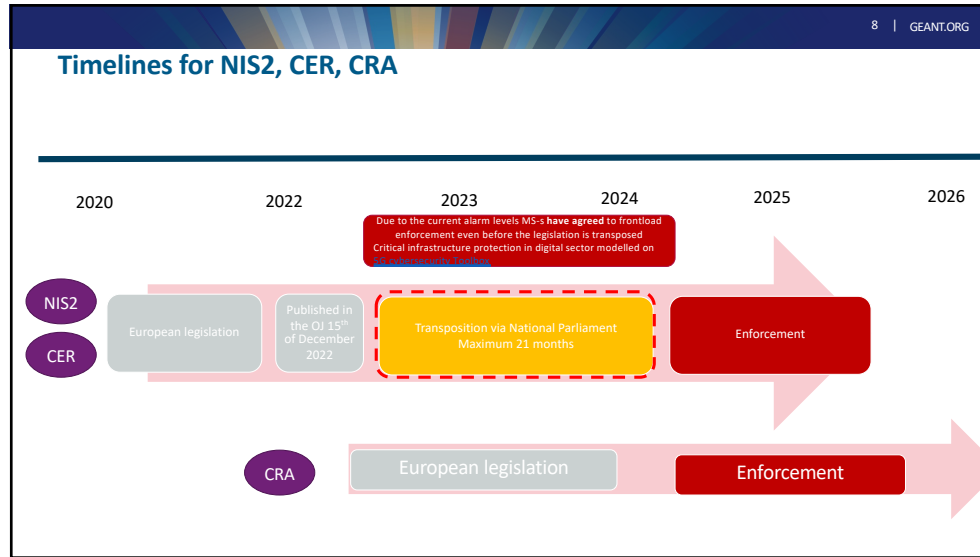 8 | GEANT.ORG
Timelines for NIS2, CER, CRA
2020
2022
2023
2024
2025
2026
Due to the current alarm levels MS-s have agreed to frontload
enforcement even before the legislation is transposed
Critical infrastructure protection in digital sector modelled on
5G cybersecurity Toolbox
NIS2
CER
European legislation
Published in
the OJ 15th
of December
2022
Transposition via National Parliament
Maximum 21 months
Enforcement
CRA
European legislation
Enforcement